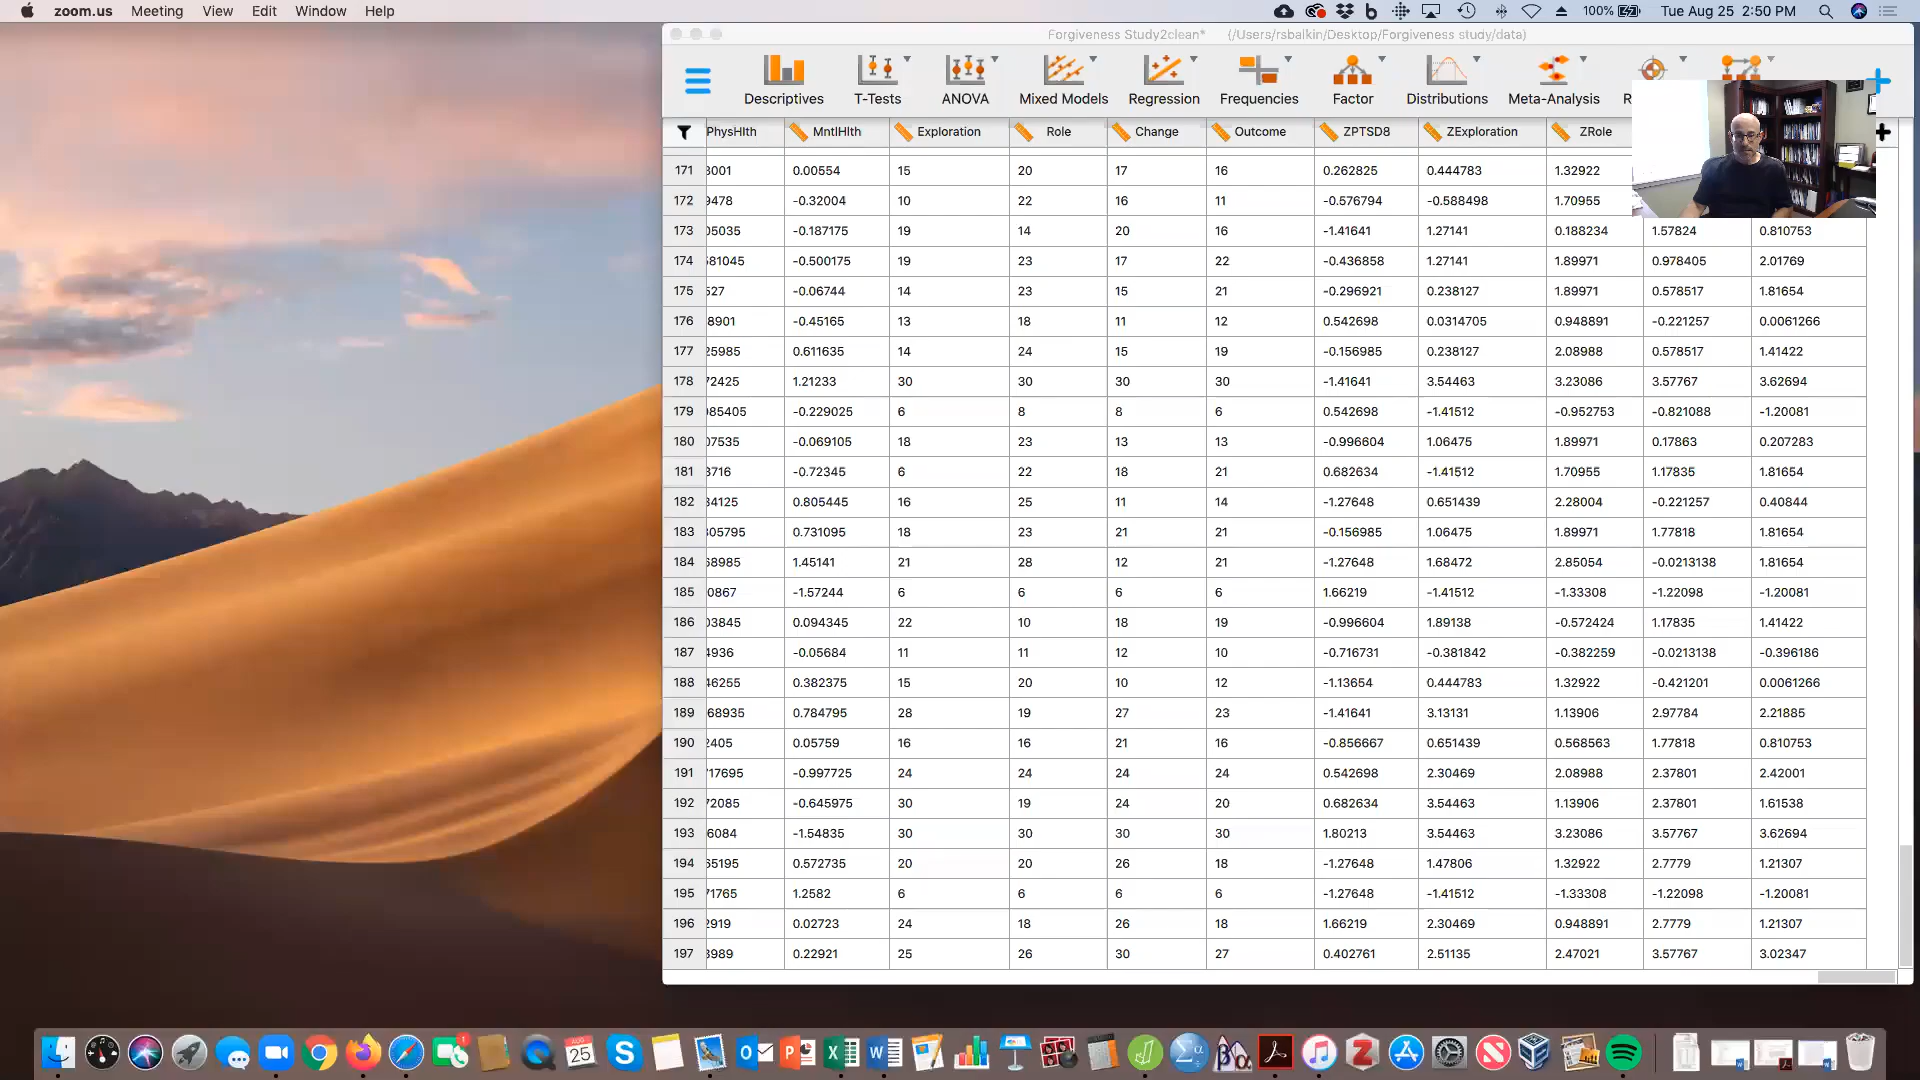 zoom.us Meeting View Edit Window Help 100% Tue Aug 25 2:50 PM
Forgiveness Study2clean* (/Users/rsbalkin/Desktop/Forgiveness study/data)
Descriptives T-Tests ANOVA Mixed Models Regression Frequencies Factor Distributions Meta-Analysis R
PhysHlth MntlHlth Exploration Role Change Outcome ZPTSD8 ZExploration ZRole
171 3001 0.00554 15 20 17 16 0.262825 0.444783 1.32922
172 9478 -0.32004 10 22 16 11 -0.576794 -0.588498 1.70955
173 05035 -0.187175 19 14 20 16 -1.41641 1.27141 0.188234 1.57824 0.810753
174 581045 -0.500175 19 23 17 22 -0.436858 1.27141 1.89971 0.978405 2.01769
175 527 -0.06744 14 23 15 21 -0.296921 0.238127 1.89971 0.578517 1.81654
176 8901 -0.45165 13 18 11 12 0.542698 0.0314705 0.948891 -0.221257 0.0061266
177 25985 0.611635 14 24 15 19 -0.156985 0.238127 2.08988 0.578517 1.41422
178 72425 1.21233 30 30 30 30 -1.41641 3.54463 3.23086 3.57767 3.62694
179 985405 -0.229025 6 8 8 6 0.542698 -1.41512 -0.952753 -0.821088 -1.20081
180 07535 -0.069105 18 23 13 13 -0.996604 1.06475 1.89971 0.17863 0.207283
181 3716 -0.72345 6 22 18 21 0.682634 -1.41512 1.70955 1.17835 1.81654
182 34125 0.805445 16 25 11 14 -1.27648 0.651439 2.28004 -0.221257 0.40844
183 305795 0.731095 18 23 21 21 -0.156985 1.06475 1.89971 1.77818 1.81654
184 68985 1.45141 21 28 12 21 -1.27648 1.68472 2.85054 -0.0213138 1.81654
185 0867 -1.57244 6 6 6 6 1.66219 -1.41512 -1.33308 -1.22098 -1.20081
186 03845 0.094345 22 10 18 19 -0.996604 1.89138 -0.572424 1.17835 1.41422
187 4936 -0.05684 11 11 12 10 -0.716731 -0.381842 -0.382259 -0.0213138 -0.396186
188 46255 0.382375 15 20 10 12 -1.13654 0.444783 1.32922 -0.421201 0.0061266
189 68935 0.784795 28 19 27 23 -1.41641 3.13131 1.13906 2.97784 2.21885
190 2405 0.05759 16 16 21 16 -0.856667 0.651439 0.568563 1.77818 0.810753
191 717695 -0.997725 24 24 24 24 0.542698 2.30469 2.08988 2.37801 2.42001
192 72085 -0.645975 30 19 24 20 0.682634 3.54463 1.13906 2.37801 1.61538
193 6084 -1.54835 30 30 30 30 1.80213 3.54463 3.23086 3.57767 3.62694
194 65195 0.572735 20 20 26 18 -1.27648 1.47806 1.32922 2.7779 1.21307
195 71765 1.2582 6 6 6 6 -1.27648 -1.41512 -1.33308 -1.22098 -1.20081
196 2919 0.02723 24 18 26 18 1.66219 2.30469 0.948891 2.7779 1.21307
197 3989 0.22921 25 26 30 27 0.402761 2.51135 2.47021 3.57767 3.02347